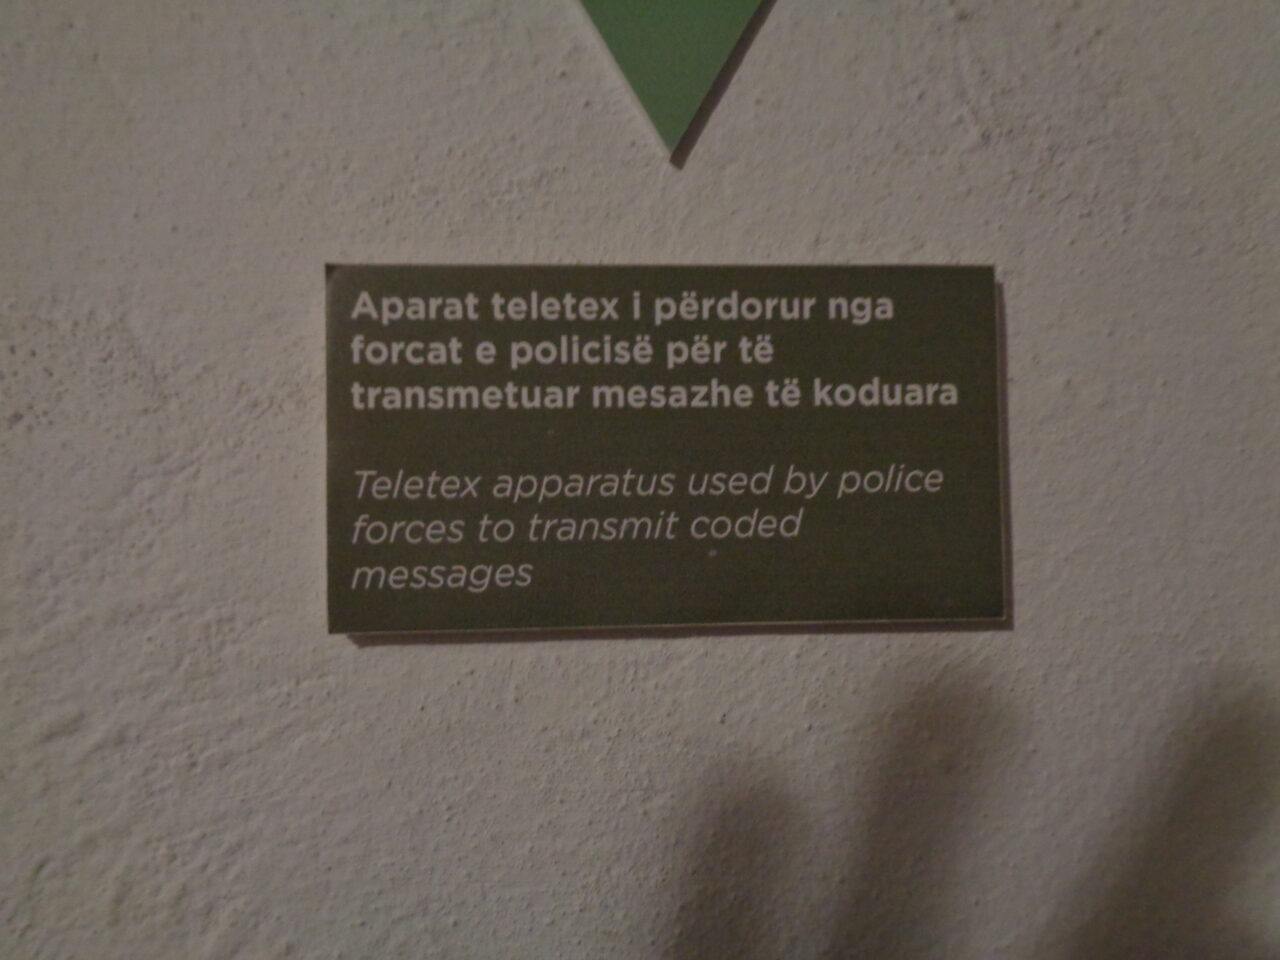 Aparat teletex i përdorur nga
forcat e policisë për të
transmetuar mesazhe të koduara
Teletex apparatus used by police
forces to transmit coded
messages